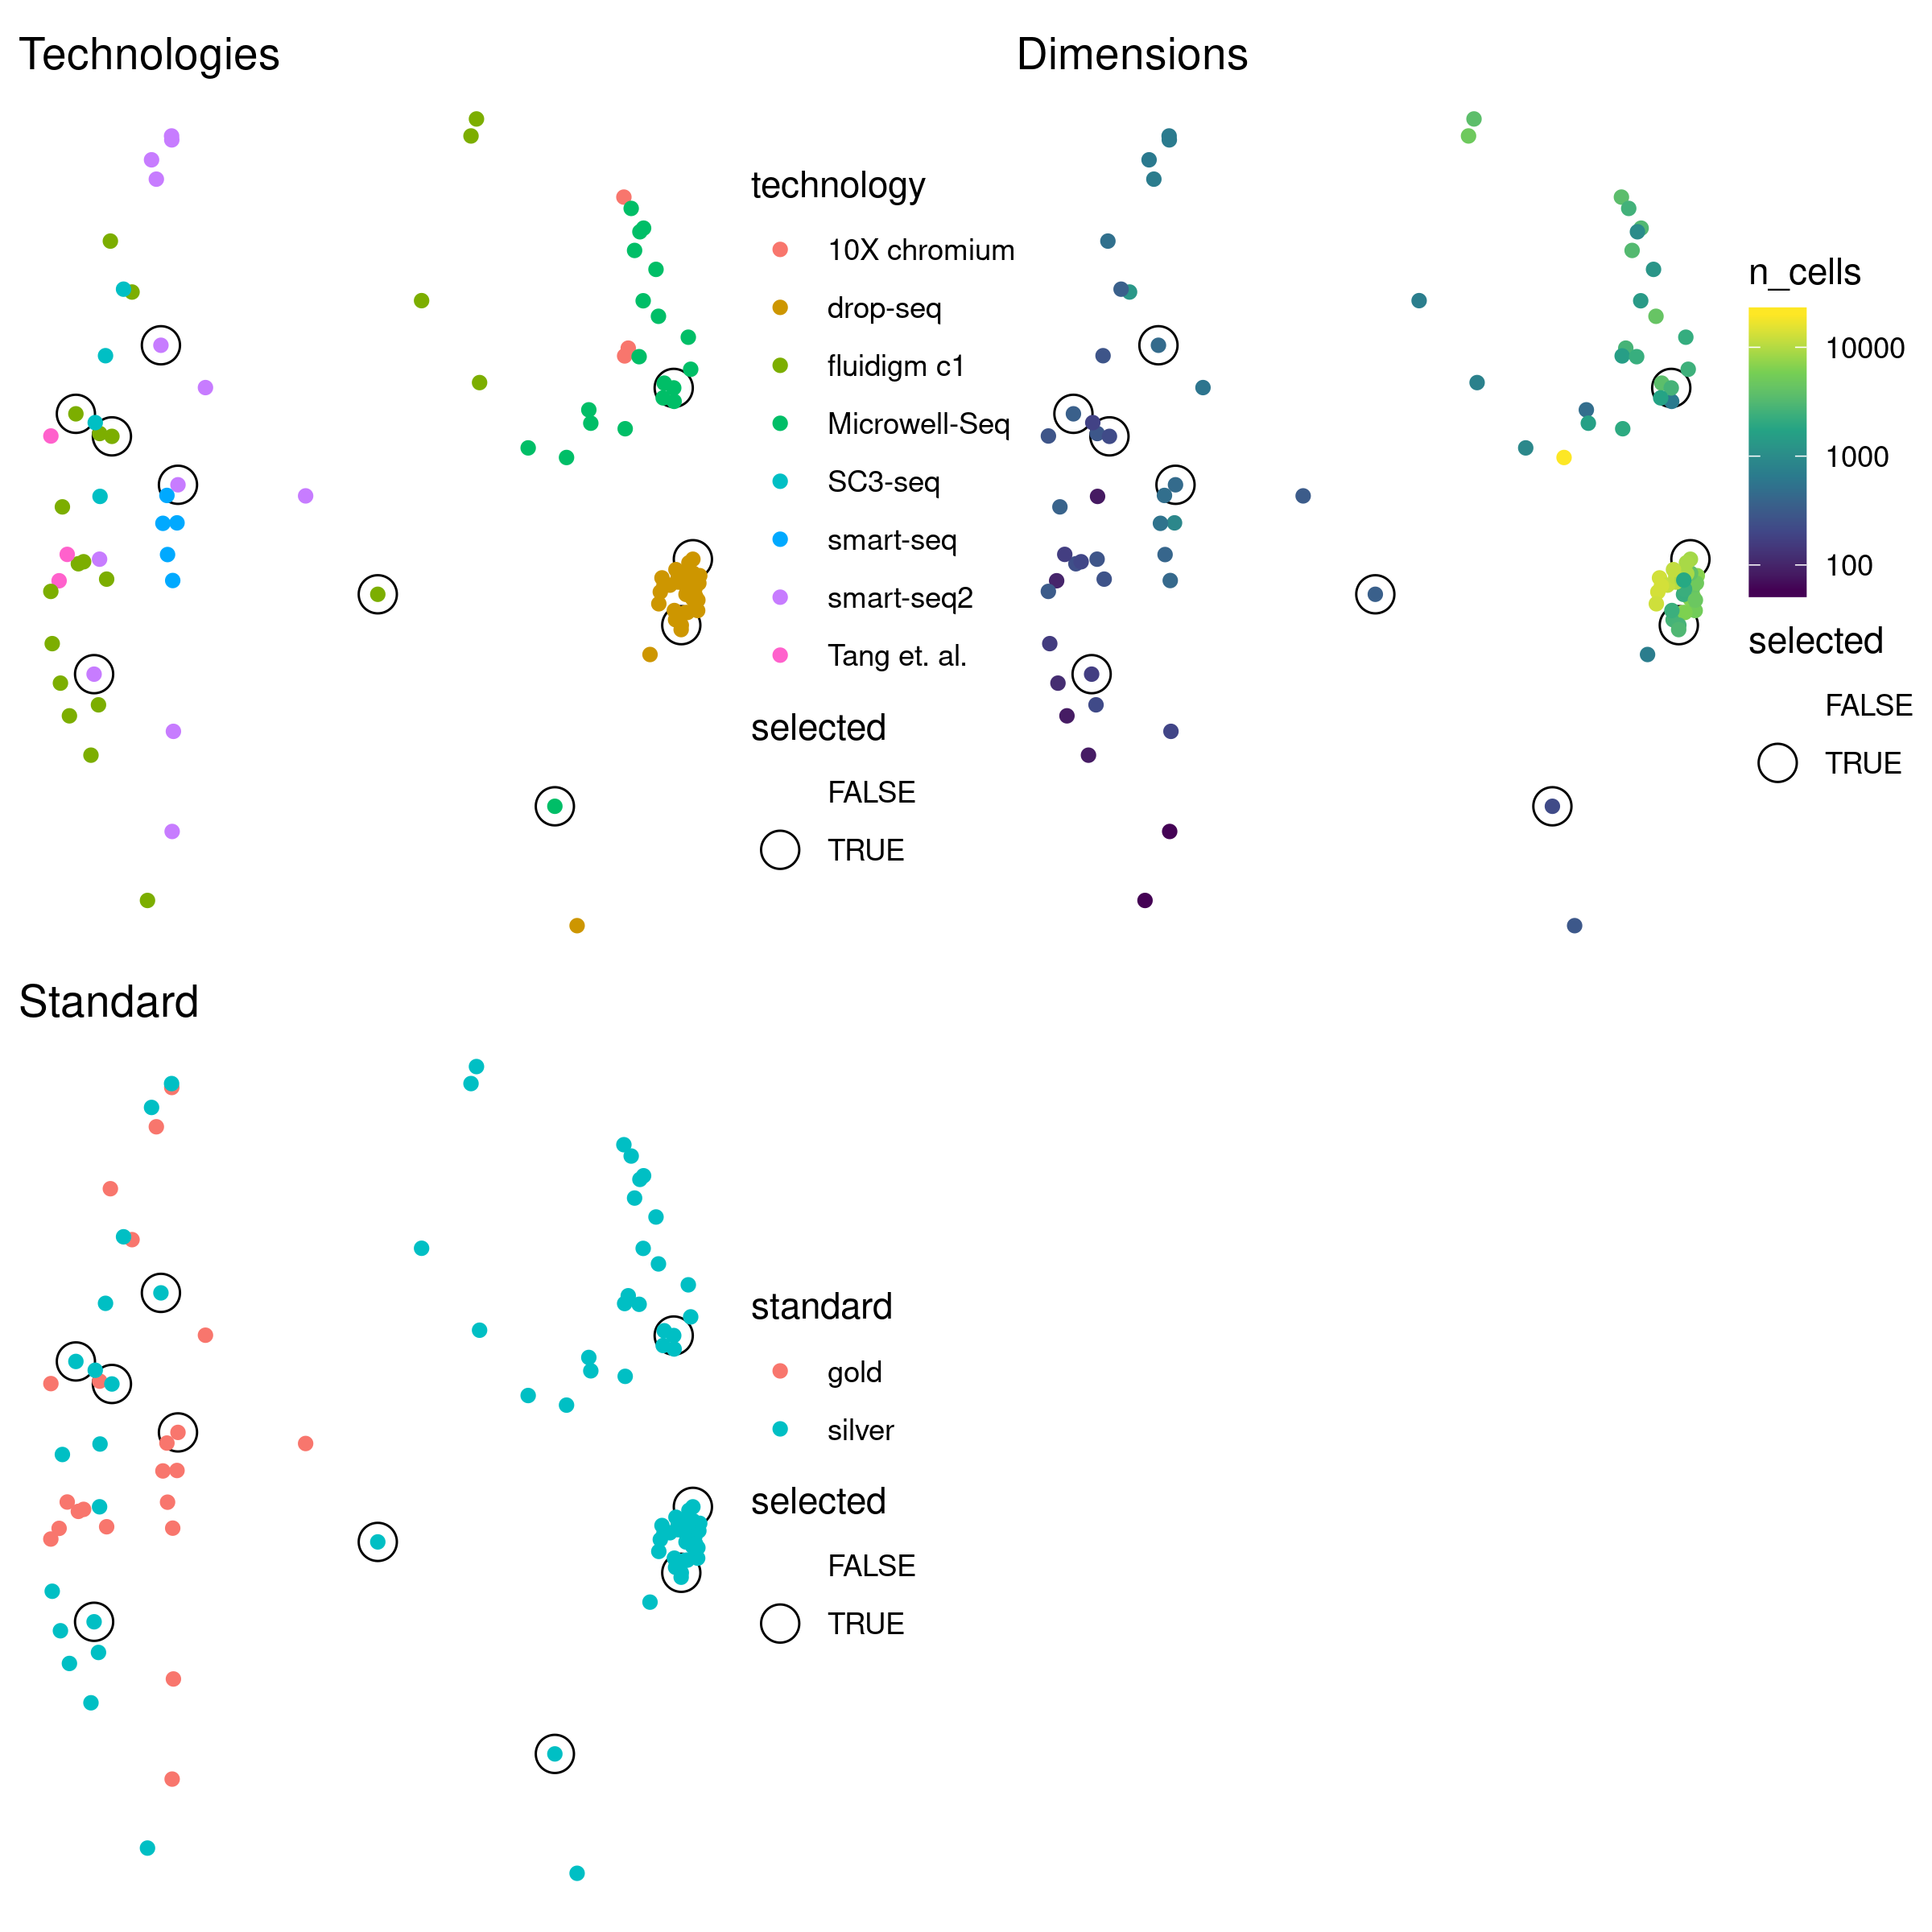 Technologies
technology
10X chromium
drop-seq
fluidigm c1
Microwell-Seq
SC3-seq
smart-seq
smart-seq2
Tang et. al.
selected
FALSE
TRUE
Dimensions
n_cells
10000
1000
100
selected
FALSE
TRUE
Standard
standard
gold
silver
selected
FALSE
TRUE